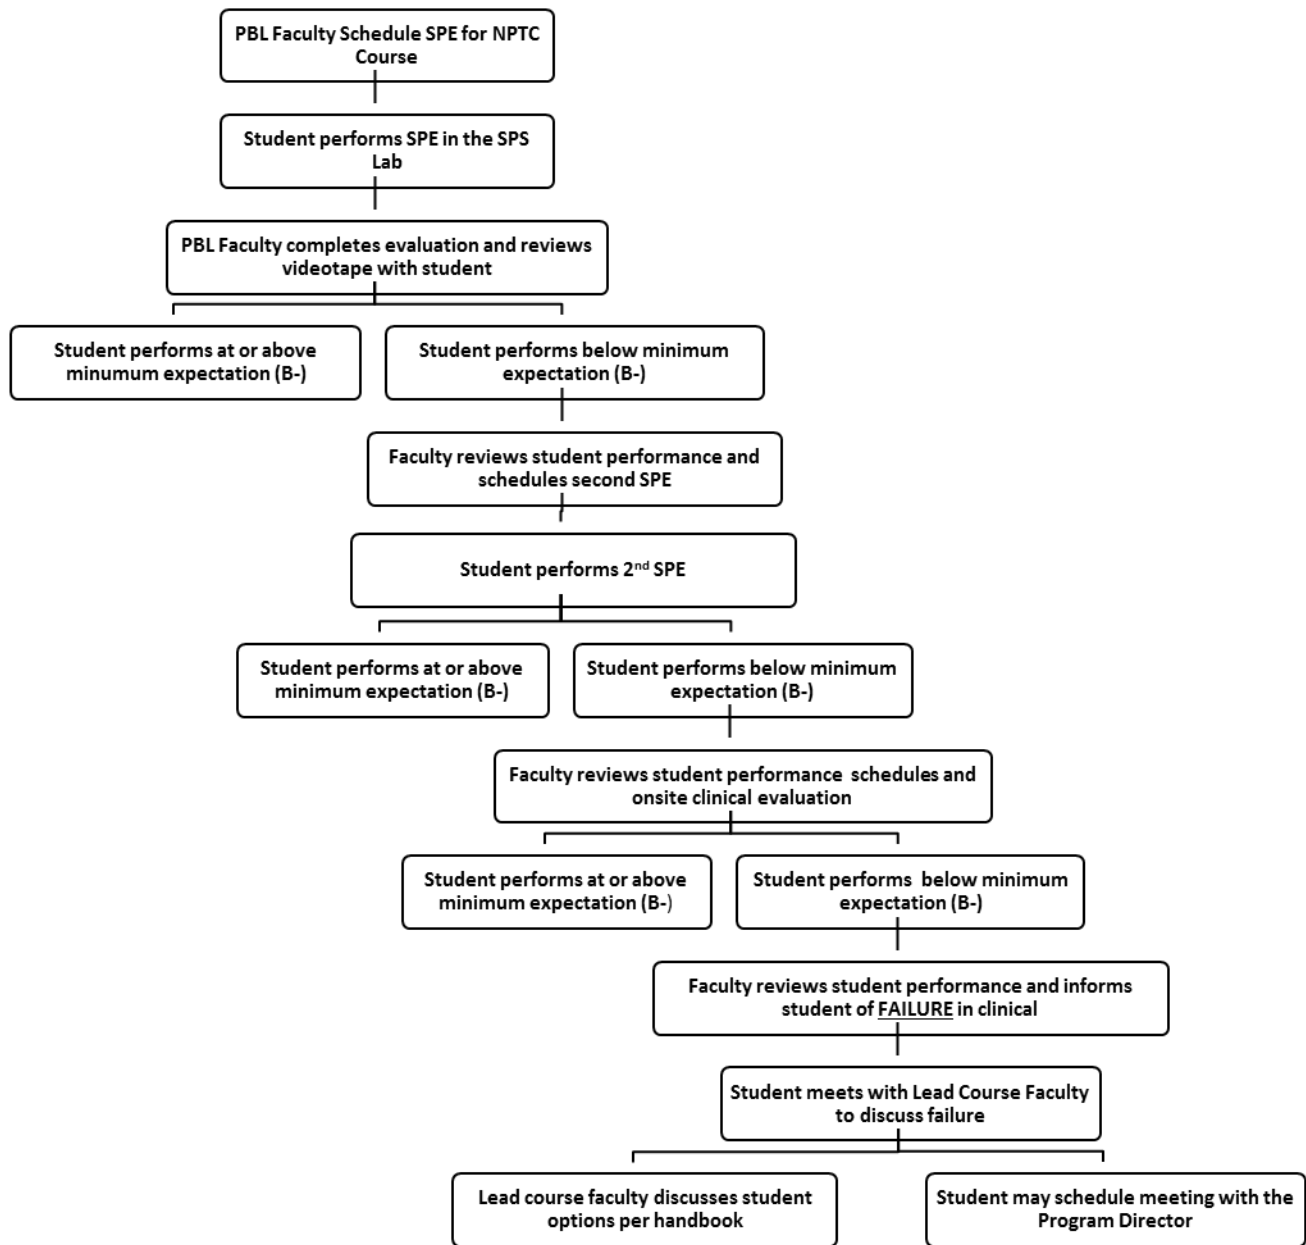 PBL Faculty Schedule SPE for NPTC
Course
Student performs SPE in the SPS
Lab
PBL Faculty completes evaluation and reviews
videotape with student
Student performs at or above
minumum expectation (B-)
Student performs below minimum
expectation (B-)
Faculty reviews student performance and
schedules second SPE
Student performs 2nd SPE
Student performs at or above
minimum expectation (B-)
Student performs below minimum
expectation (B-)
Faculty reviews student performance  schedules and
onsite clinical evaluation
Student performs at or above
minimum expectation (B-)
Student performs  below minimum
expectation (B-)
Faculty reviews student performance and informs
student of FAILURE in clinical
Student meets with Lead Course Faculty
to discuss failure
Lead course faculty discusses student
options per handbook
Student may schedule meeting with the
Program Director